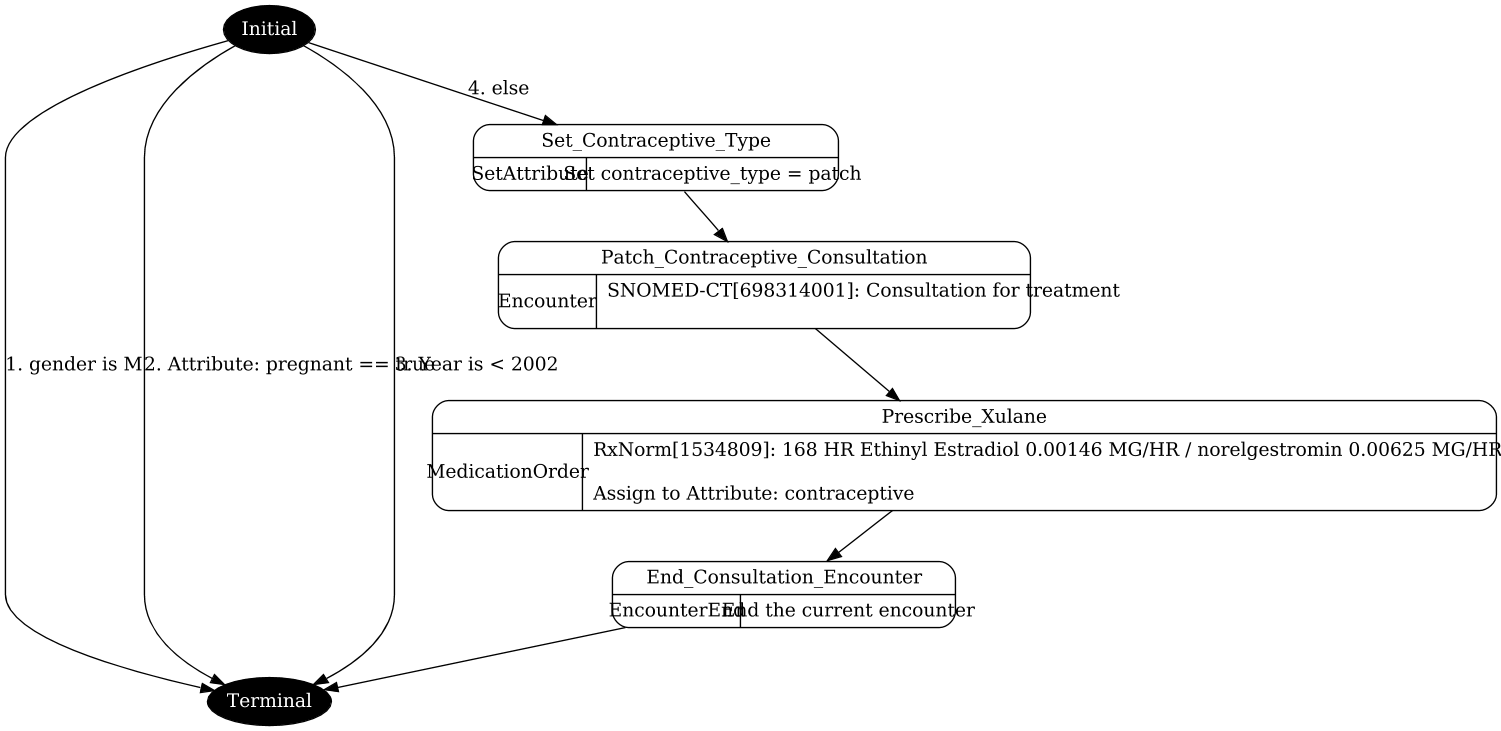 Initial
4. else
Set_Contraceptive_Type
SetAttribute
Set contraceptive_type = patch
Patch_Contraceptive_Consultation
Encounter
SNOMED-CT[698314001]: Consultation for treatment
1. gender is M
2. Attribute: pregnant == true
3. Year is < 2002
Prescribe_Xulane
MedicationOrder
RxNorm[1534809]: 168 HR Ethinyl Estradiol 0.00146 MG/HR / norelgestromin 0.00625 MG/HR
Assign to Attribute: contraceptive
End_Consultation_Encounter
EncounterEnd
End the current encounter
Terminal